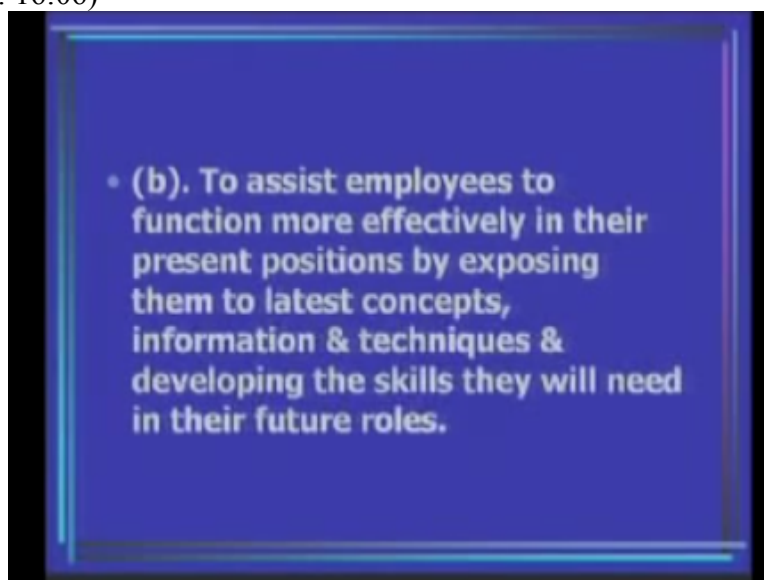 • (b). To assist employees to
function more effectively in their
present positions by exposing
them to latest concepts,
information & techniques &
developing the skills they will need
in their future roles.